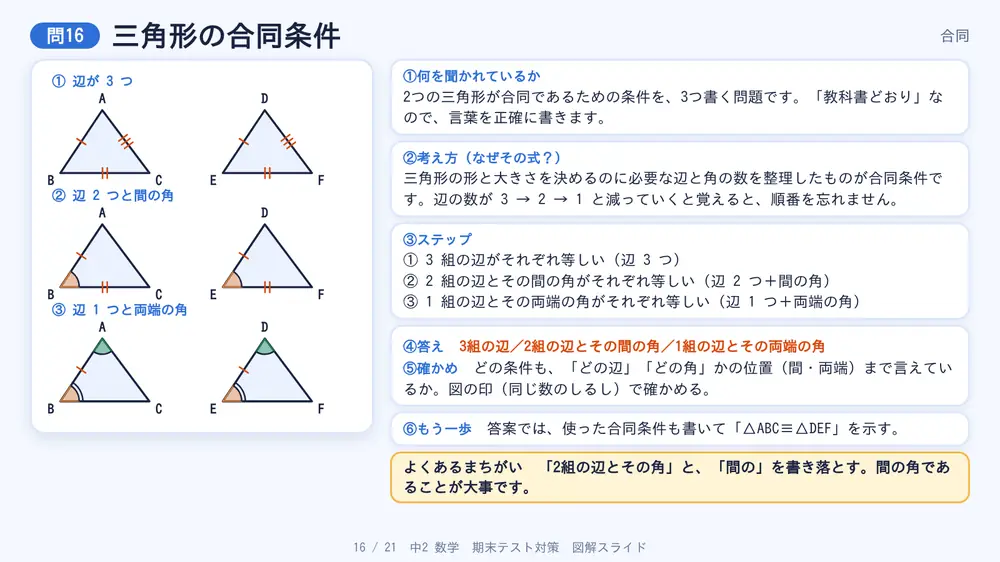 問16 三角形の合同条件
合同
① 辺が 3 つ
A
D
B
C
E
F
② 辺 2 つと間の角
A
D
B
C
E
F
③ 辺 1 つと両端の角
A
D
B
C
E
F
①何を聞かれているか
2つの三角形が合同であるための条件を、3つ書く問題です。「教科書どおり」な
ので、言葉を正確に書きます。
②考え方（なぜその式？）
三角形の形と大きさを決めるのに必要な辺と角の数を整理したものが合同条件で
す。辺の数が 3 → 2 → 1 と減っていくと覚えると、順番を忘れません。
③ステップ
① 3 組の辺がそれぞれ等しい（辺 3 つ）
② 2 組の辺とその間の角がそれぞれ等しい（辺 2 つ＋間の角）
③ 1 組の辺とその両端の角がそれぞれ等しい（辺 1 つ＋両端の角）
④答え 3組の辺／2組の辺とその間の角／1組の辺とその両端の角
⑤確かめ どの条件も、「どの辺」「どの角」かの位置（間・両端）まで言えてい
るか。図の印（同じ数のしるし）で確かめる。
⑥もう一歩 答案では、使った合同条件も書いて「△ABC≡△DEF」を示す。
よくあるまちがい 「2組の辺とその角」と、「間の」を書き落とす。間の角であ
ることが大事です。
16 / 21 中2 数学 期末テスト対策 図解スライド